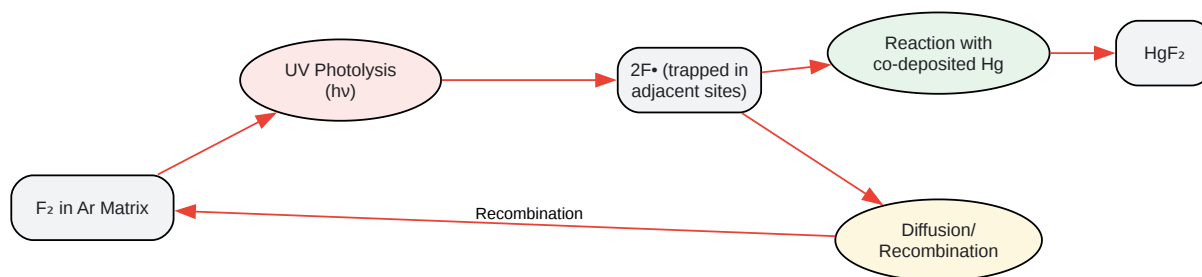 F₂ in Ar Matrix
UV Photolysis
(hν)
2F• (trapped in
adjacent sites)
Reaction with
co-deposited Hg
HgF₂
Diffusion/
Recombination
Recombination